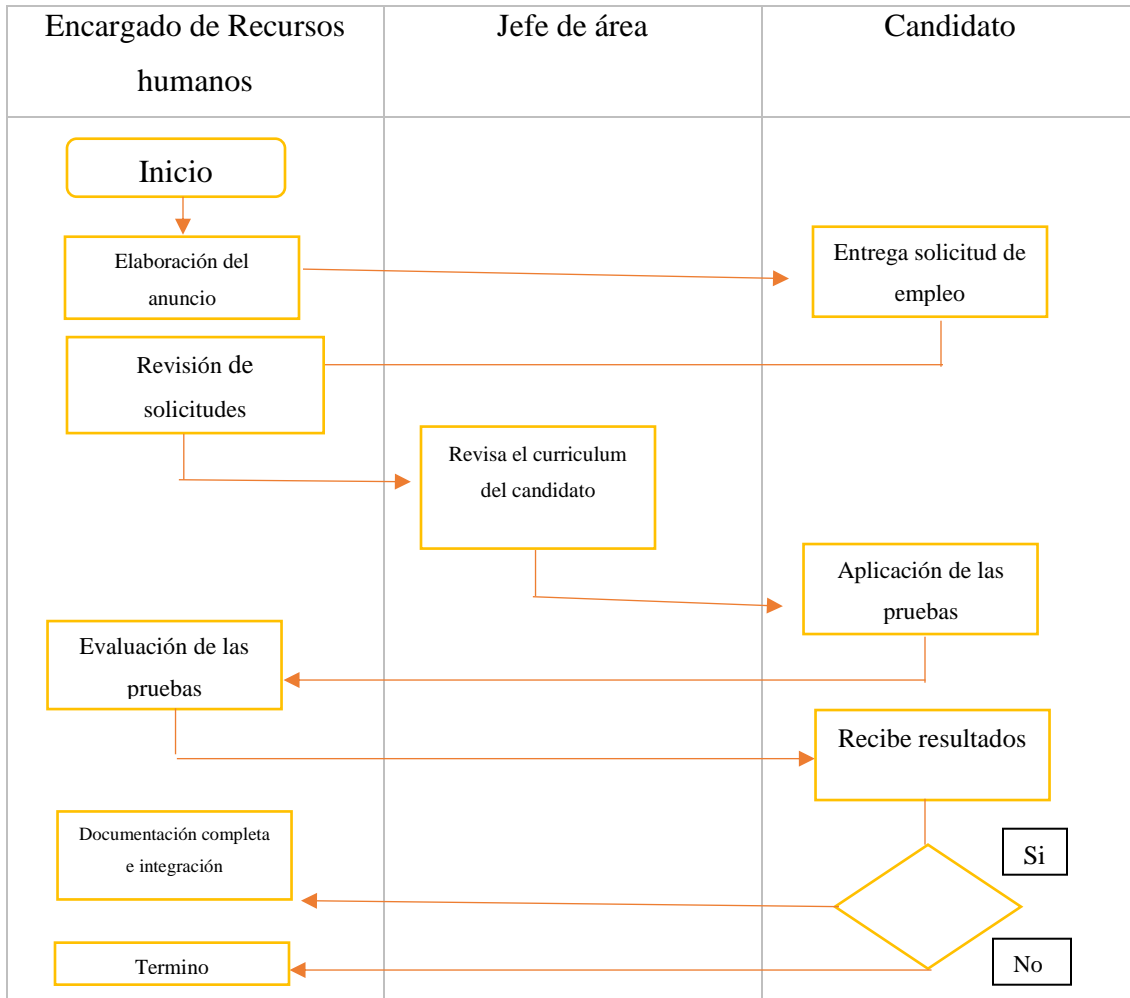 Encargado de Recursos
humanos
Jefe de área
Candidato
Inicio
Elaboración del
anuncio
Entrega solicitud de
empleo
Revisión de
solicitudes
Revisa el curriculum
del candidato
Aplicación de las
pruebas
Evaluación de las
pruebas
Recibe resultados
Documentación completa
e integración
Si
Termino
No